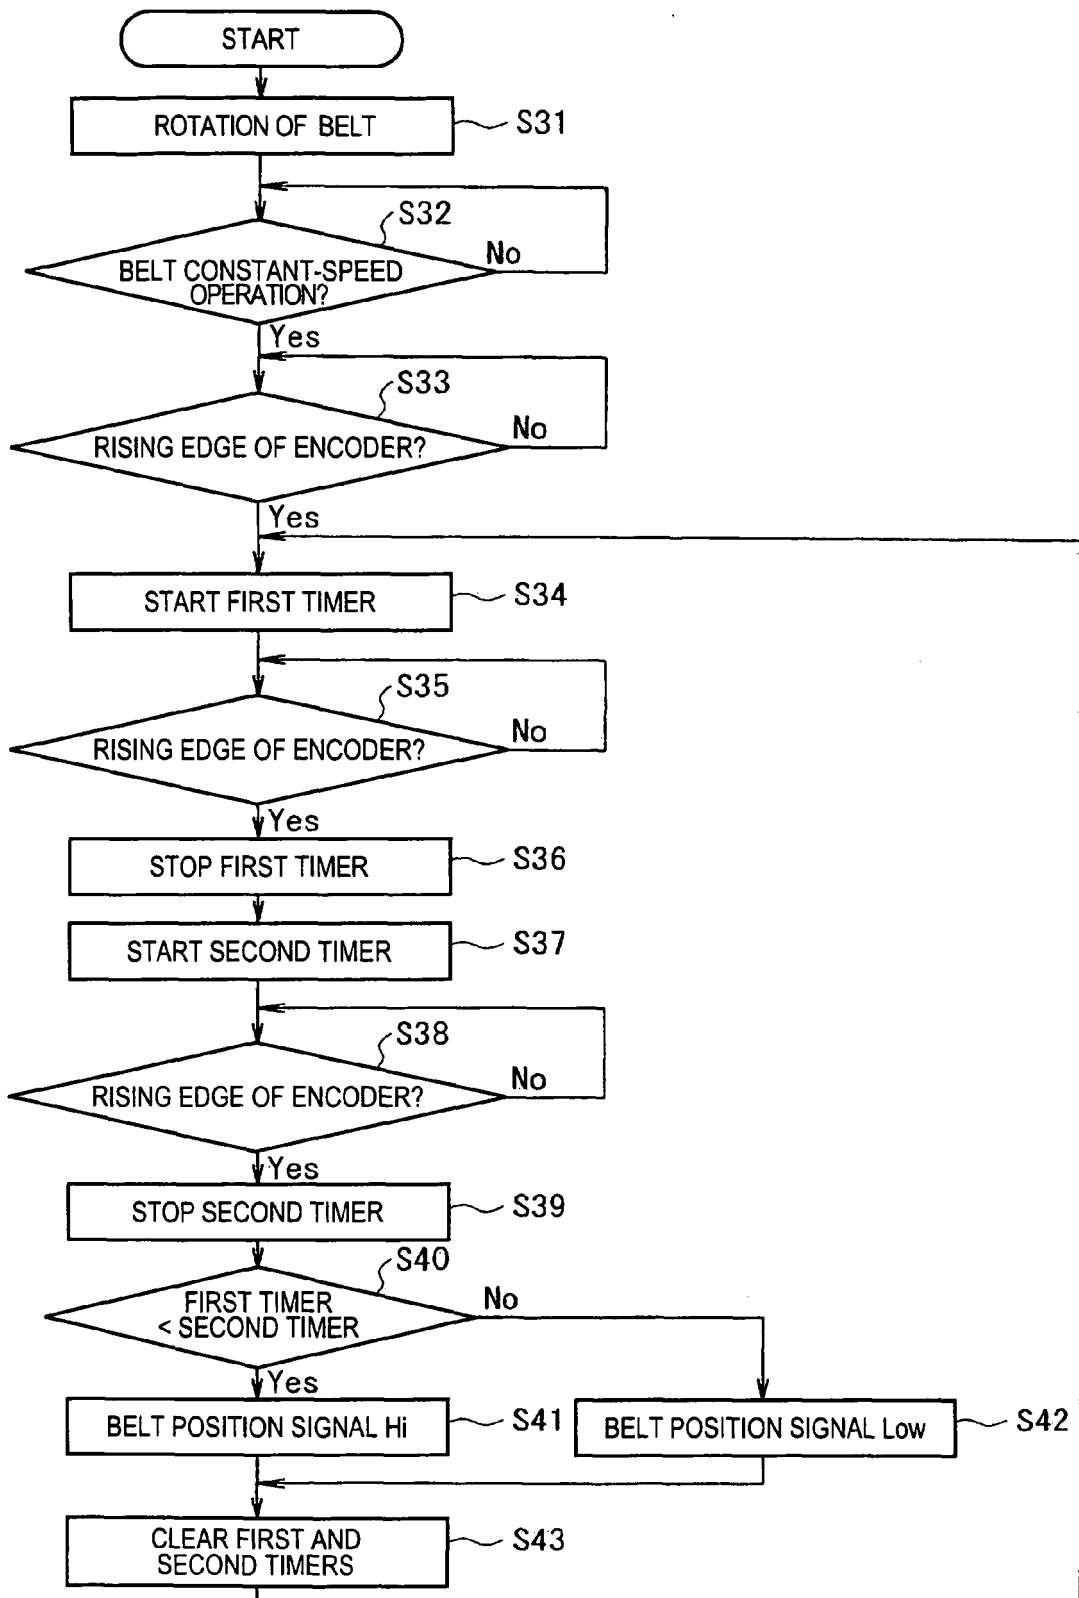 START
ROTATION OF BELT
S31
S32
BELT CONSTANT-SPEED
OPERATION?
No
Yes
S33
RISING EDGE OF ENCODER?
No
Yes
START FIRST TIMER
S34
S35
RISING EDGE OF ENCODER?
No
Yes
STOP FIRST TIMER
S36
START SECOND TIMER
S37
S38
RISING EDGE OF ENCODER?
No
Yes
STOP SECOND TIMER
S39
S40
FIRST TIMER
< SECOND TIMER
No
Yes
BELT POSITION SIGNAL Hi
S41
BELT POSITION SIGNAL Low
S42
CLEAR FIRST AND
SECOND TIMERS
S43